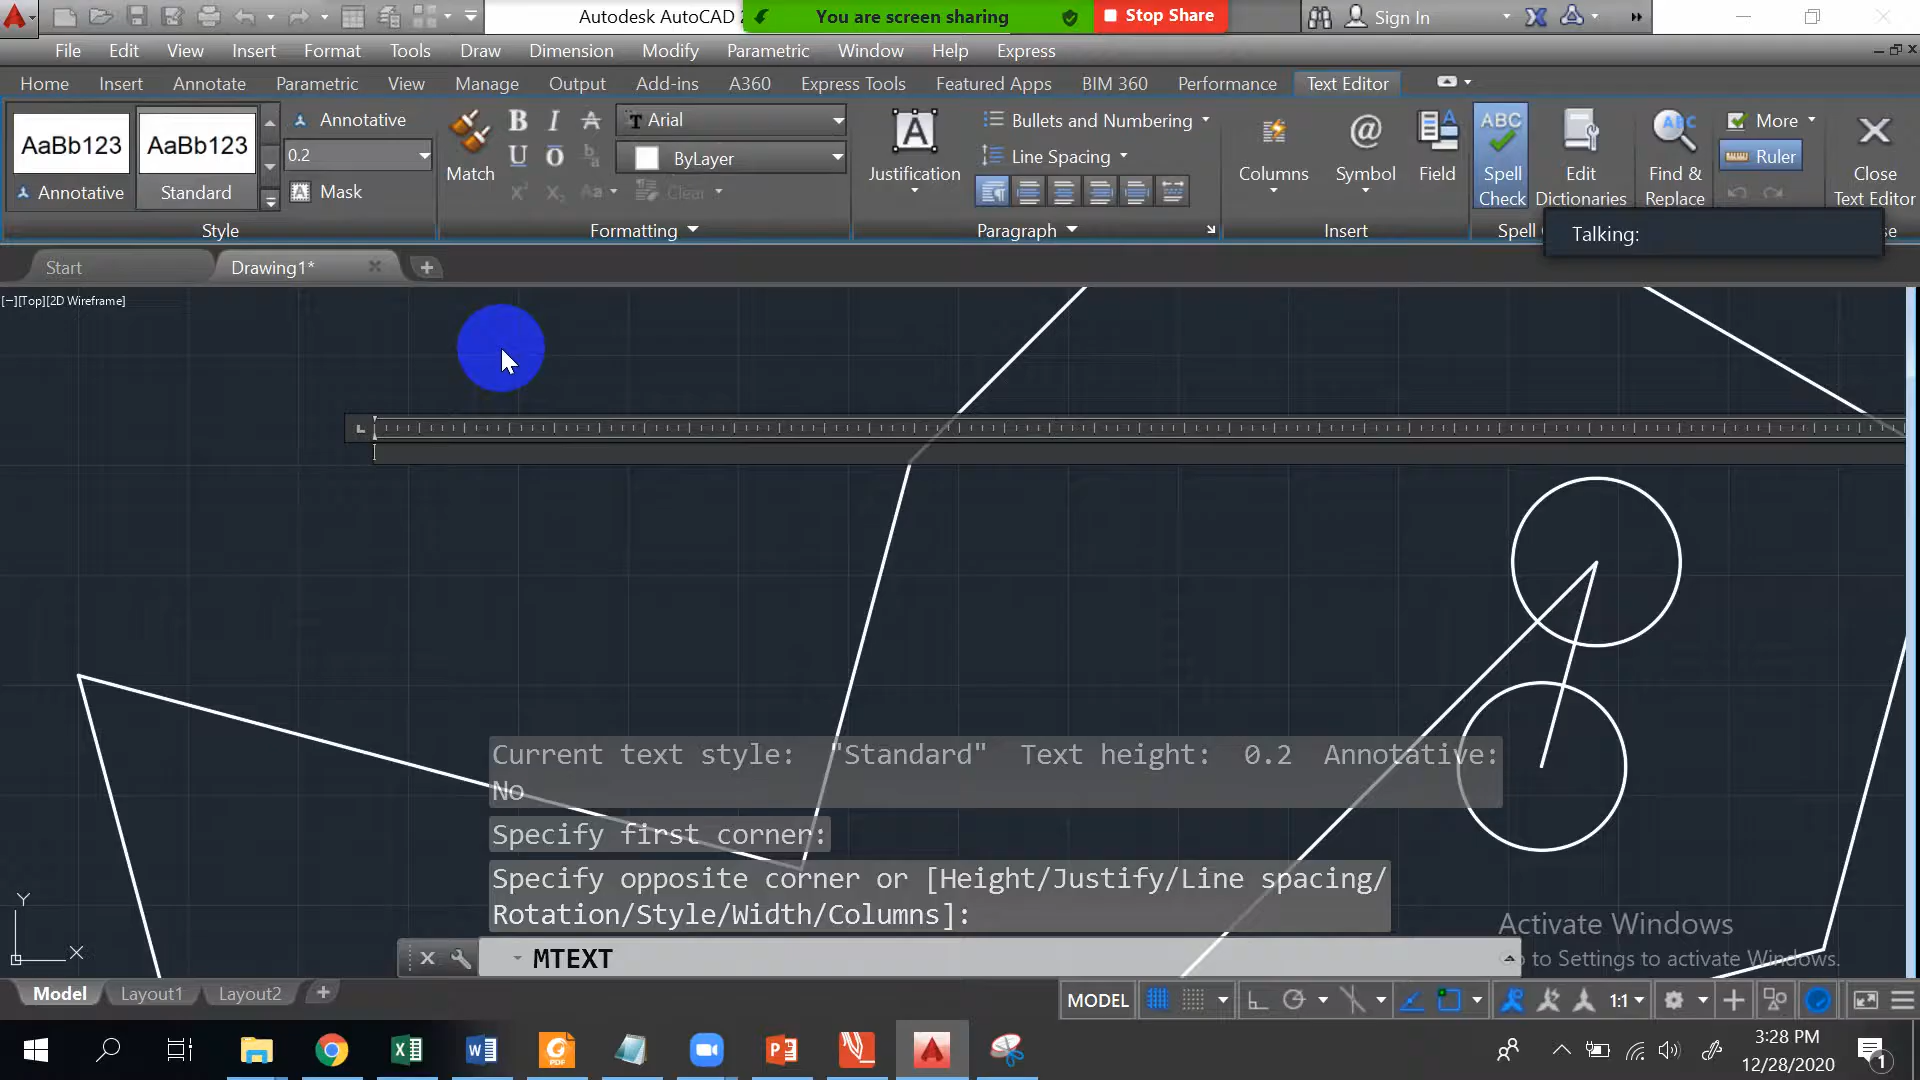 Autodesk AutoCAD 2
You are screen sharing
Stop Share
Sign In
File Edit View Insert Format Tools Draw Dimension Modify Parametric Window Help Express
Home Insert Annotate Parametric View Manage Output Add-ins A360 Express Tools Featured Apps BIM 360 Performance Text Editor
AaBb123 AaBb123 Annotative B I A Arial Bullets and Numbering More
0.2 U O ByLayer Line Spacing Ruler
Annotative Standard Mask Match Clear Justification Columns Symbol Field Spell Check Edit Dictionaries Find & Replace Close Text Editor
Style Formatting Paragraph Insert Spell se
Talking:
Start Drawing1*
[−][Top][2D Wireframe]
Current text style: "Standard" Text height: 0.2 Annotative:
No
Specify first corner:
Specify opposite corner or [Height/Justify/Line spacing/
Rotation/Style/Width/Columns]:
Y
X
MTEXT
Activate Windows
to Settings to activate Windows.
Model Layout1 Layout2 MODEL 1:1
3:28 PM
12/28/2020
1